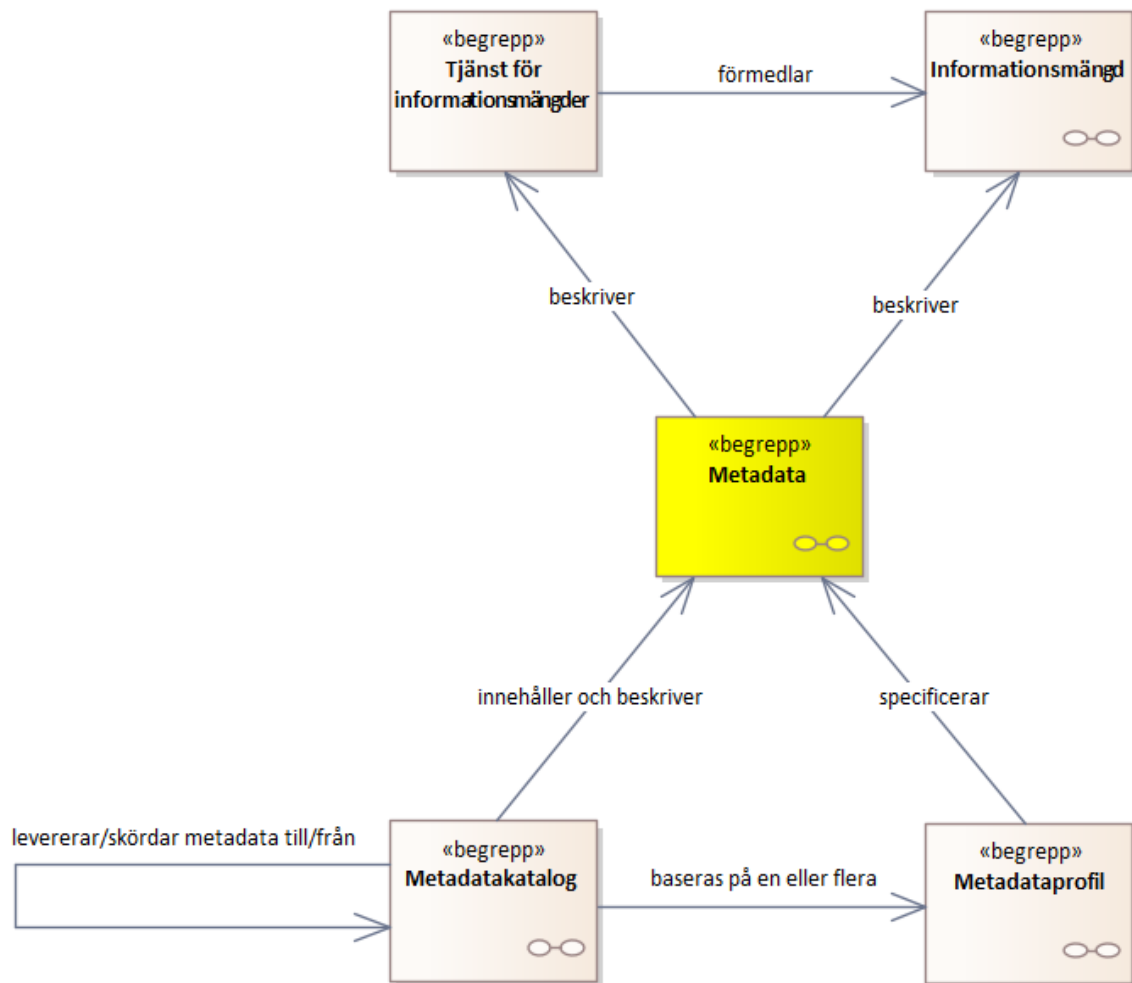 «begrepp»
Tjänst för
informationsmängder
förmedlar
«begrepp»
Informationsmängd
beskriver
beskriver
«begrepp»
Metadata
innehåller och beskriver
specificerar
levererar/skördar metadata till/från
«begrepp»
Metadatakatalog
baseras på en eller flera
«begrepp»
Metadataprofil